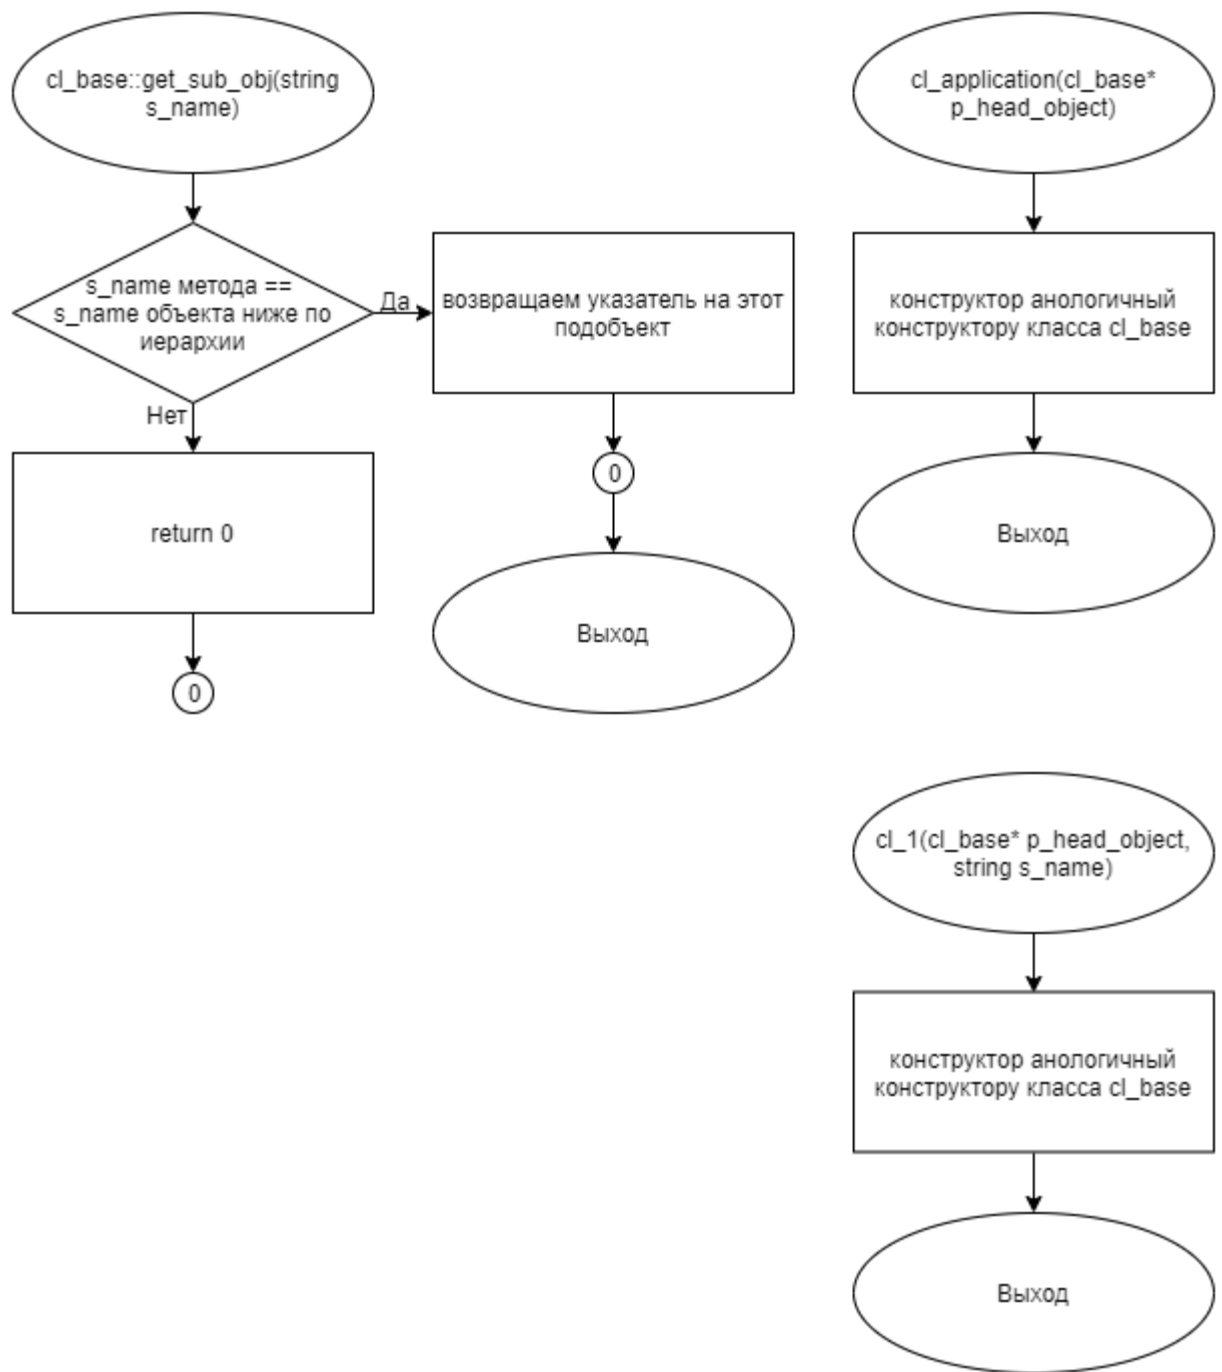 cl_base::get_sub_obj(string
s_name)
s_name метода ==
s_name объекта ниже по
иерархии
Да
возвращаем указатель на этот
подобъект
Нет
return 0
0
0
Выход
cl_application(cl_base*
p_head_object)
конструктор анологичный
конструктору класса cl_base
Выход
cl_1(cl_base* p_head_object,
string s_name)
конструктор анологичный
конструктору класса cl_base
Выход